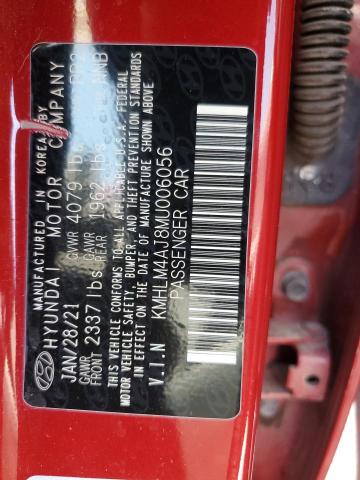 MANUFACTURED IN KOREA BY
HYUNDAI MOTOR COMPANY
JAN/28/21 GVWR 4079 lb
GAWR FRONT 2337 lbs GAWR REAR 1962 lbs
THIS VEHICLE CONFORMS TO ALL APPLICABLE U.S.A. FEDERAL
MOTOR VEHICLE SAFETY, BUMPER, AND THEFT PREVENTION STANDARDS
IN EFFECT ON THE DATE OF MANUFACTURE SHOWN ABOVE.
V.I.N KMHLM4AJ8MU006056
PASSENGER CAR